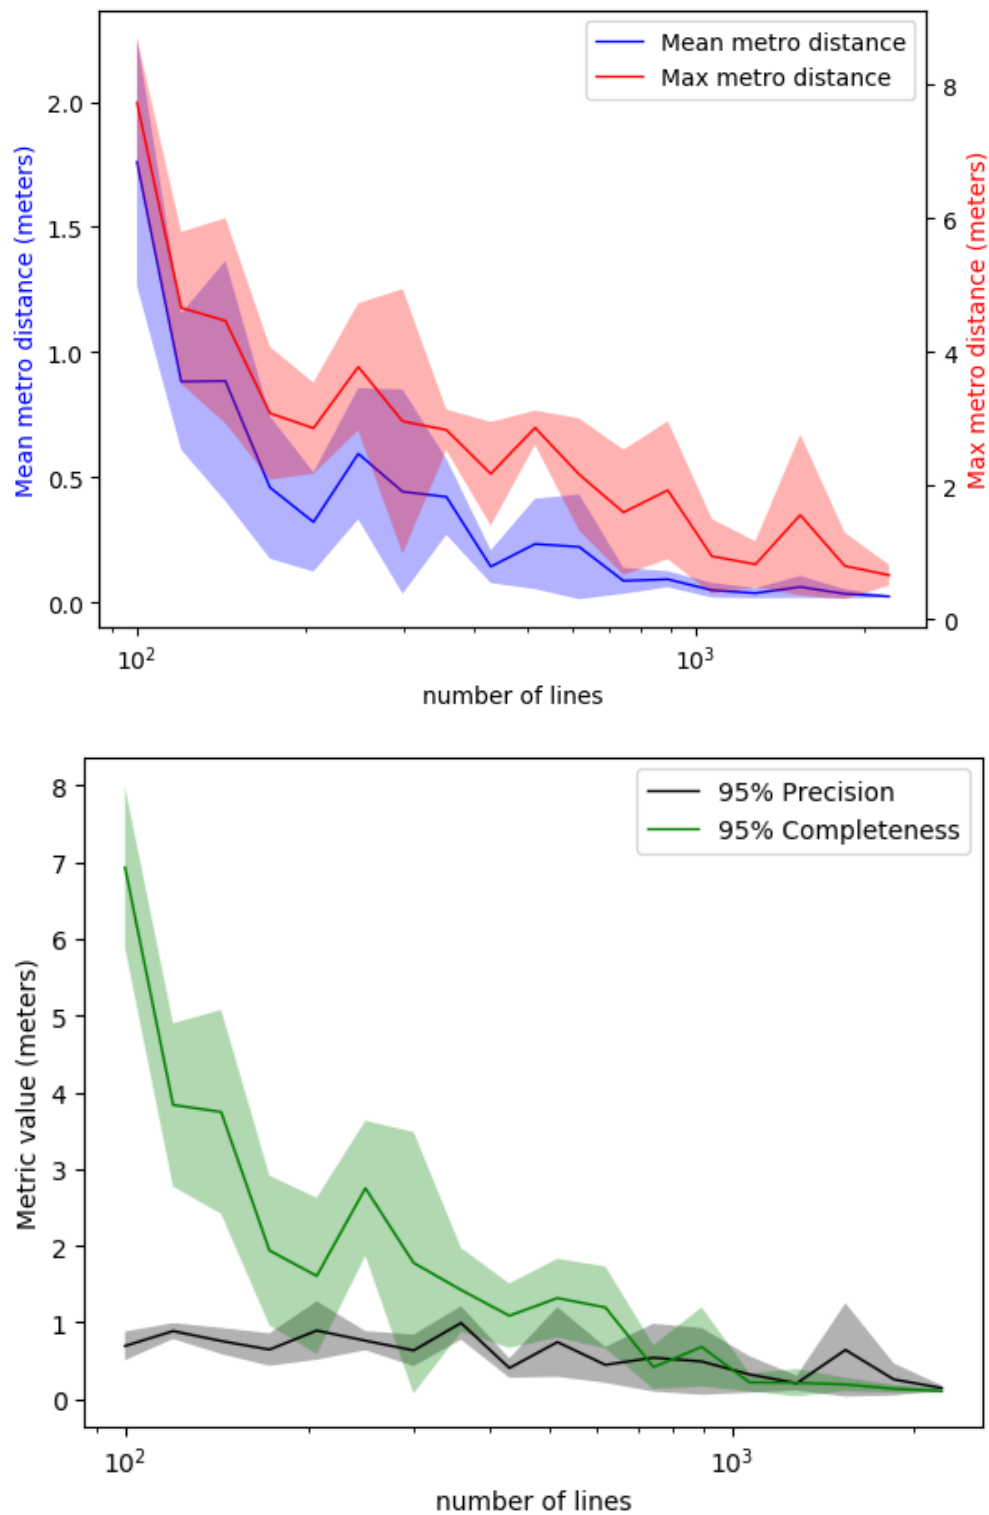 Mean metro distance
Max metro distance
2.0
1.5
1.0
0.5
0.0
Mean metro distance (meters)
8
6
4
2
0
Max metro distance (meters)
10²
10³
number of lines
95% Precision
95% Completeness
8
7
6
5
4
3
2
1
0
Metric value (meters)
10²
10³
number of lines